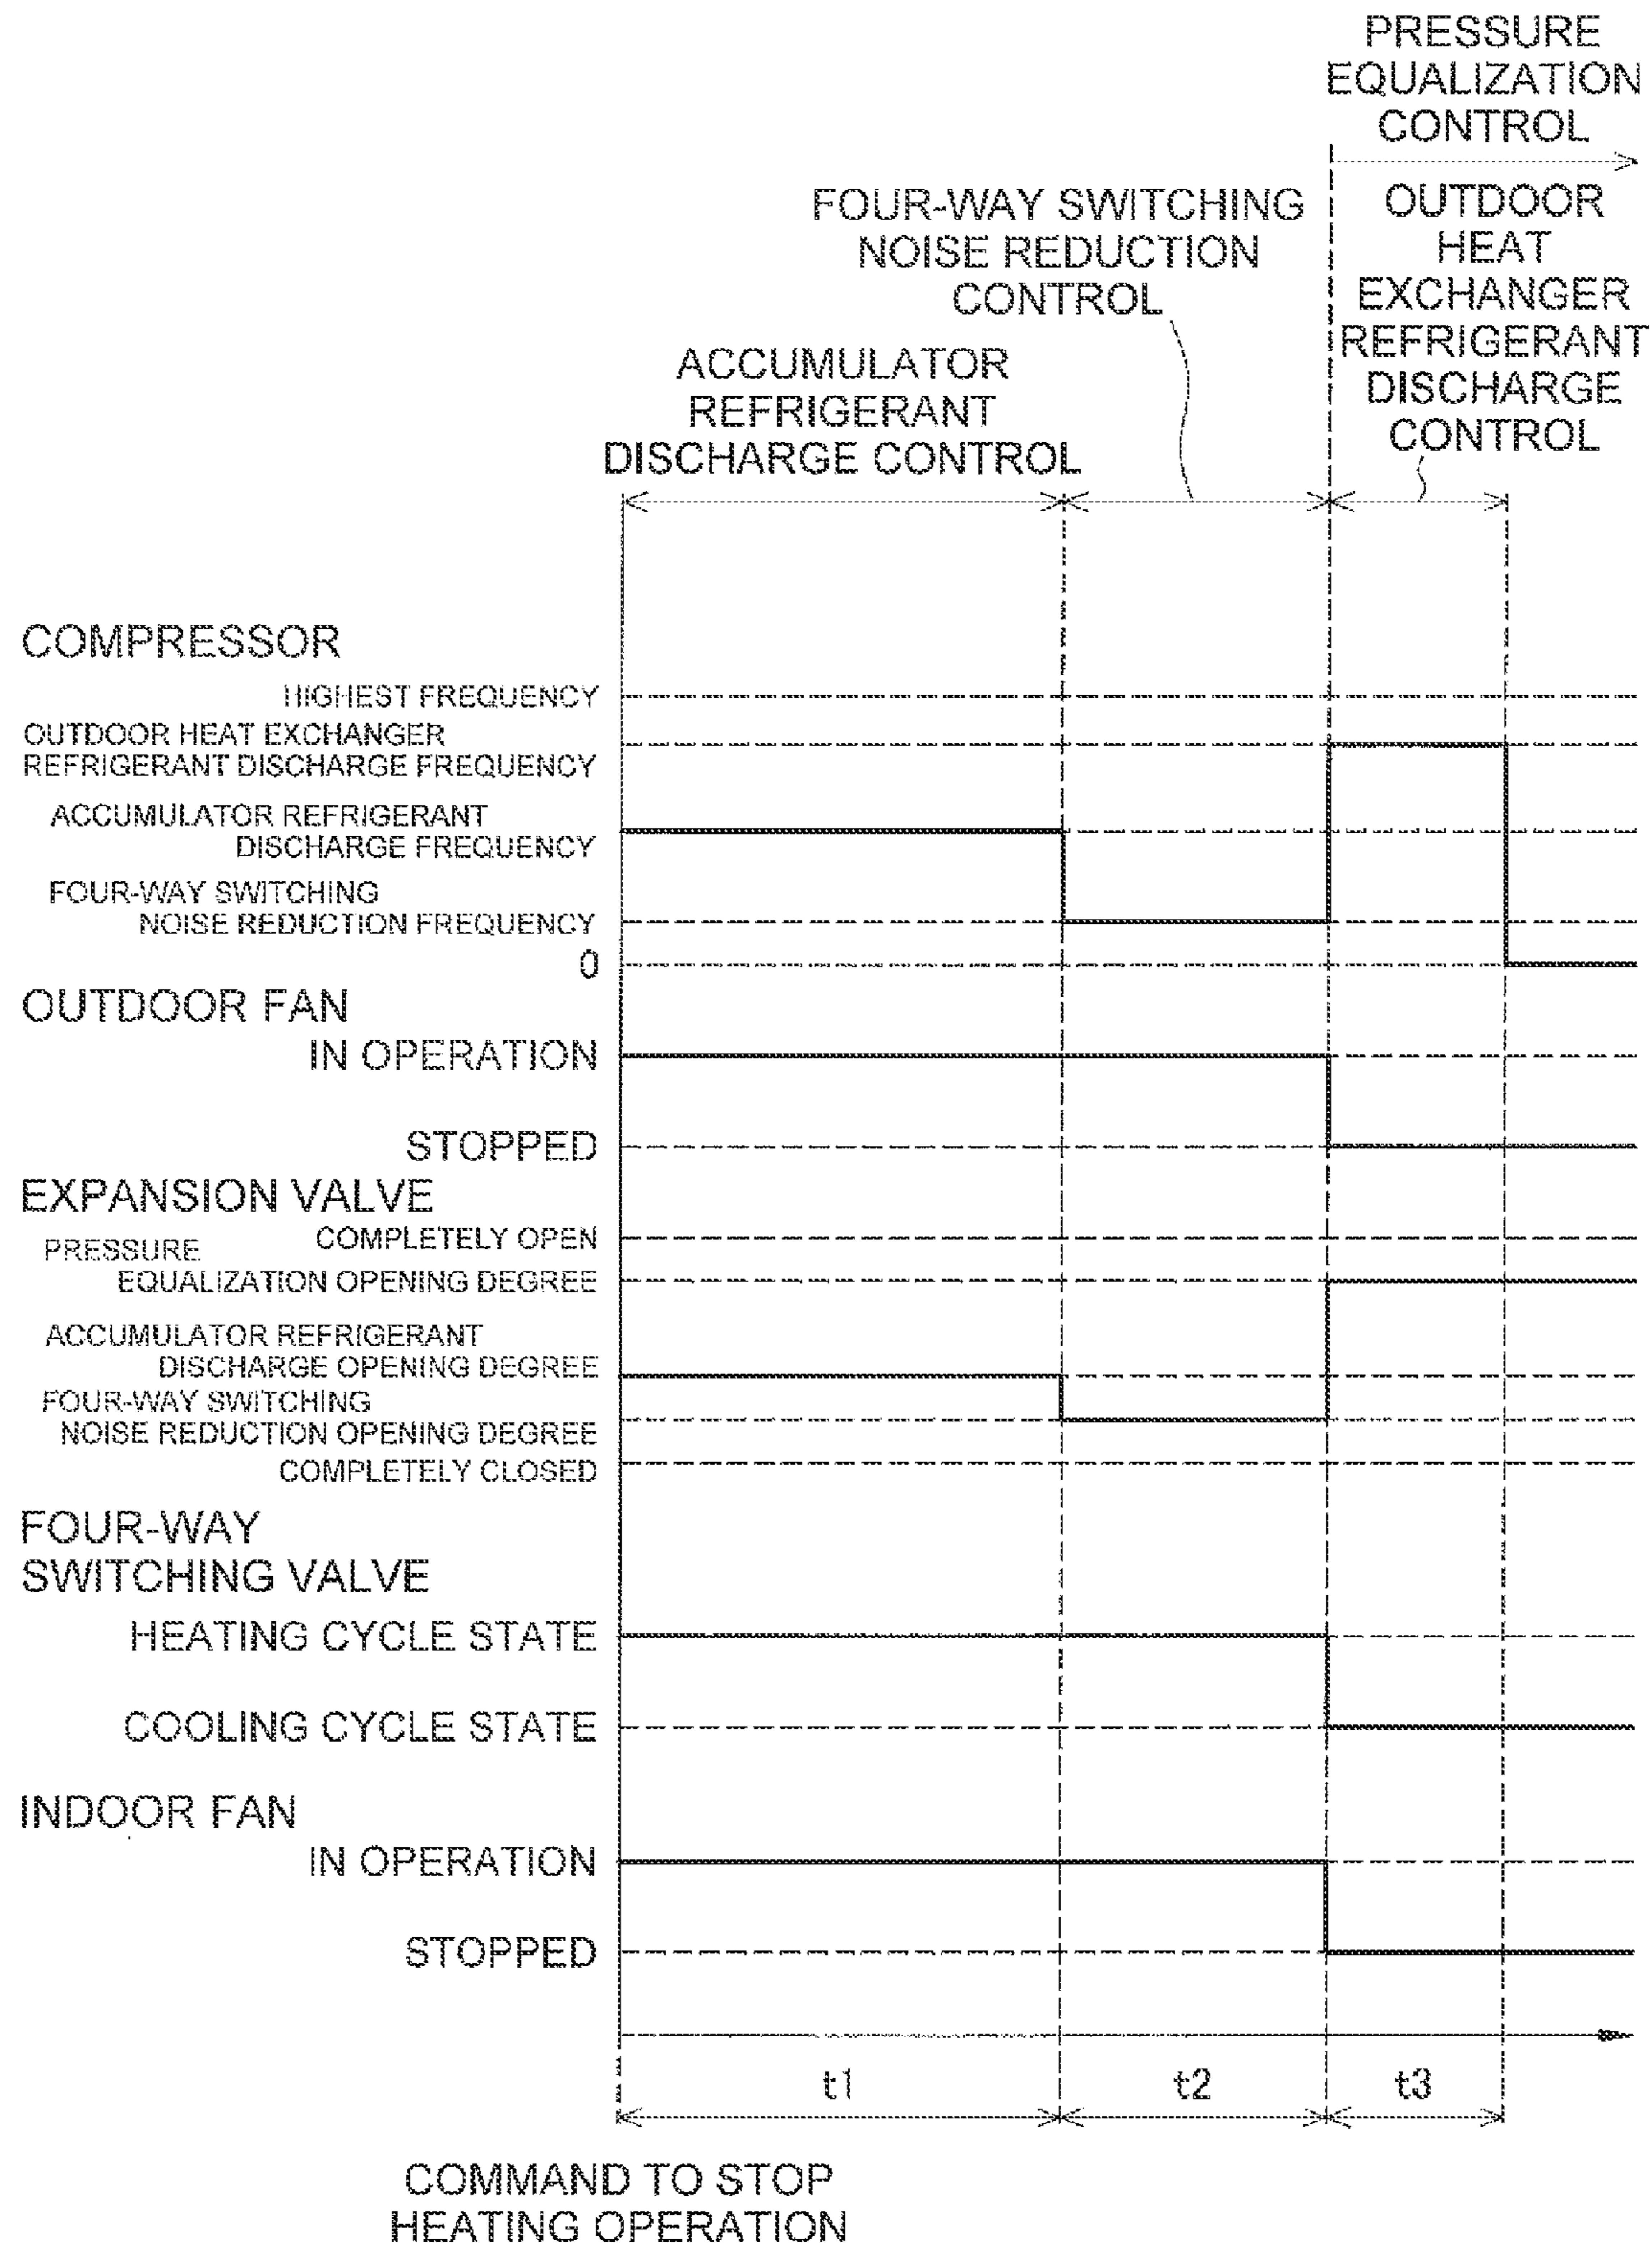 PRESSURE
EQUALIZATION
CONTROL
FOUR-WAY SWITCHING
NOISE REDUCTION
CONTROL
OUTDOOR
HEAT
EXCHANGER
REFRIGERANT
DISCHARGE
CONTROL
ACCUMULATOR
REFRIGERANT
DISCHARGE CONTROL
COMPRESSOR
HIGHEST FREQUENCY
OUTDOOR HEAT EXCHANGER
REFRIGERANT DISCHARGE FREQUENCY
ACCUMULATOR REFRIGERANT
DISCHARGE FREQUENCY
FOUR-WAY SWITCHING
NOISE REDUCTION FREQUENCY
0
OUTDOOR FAN
IN OPERATION
STOPPED
EXPANSION VALVE
COMPLETELY OPEN
PRESSURE
EQUALIZATION OPENING DEGREE
ACCUMULATOR REFRIGERANT
DISCHARGE OPENING DEGREE
FOUR-WAY SWITCHING
NOISE REDUCTION OPENING DEGREE
COMPLETELY CLOSED
FOUR-WAY
SWITCHING VALVE
HEATING CYCLE STATE
COOLING CYCLE STATE
INDOOR FAN
IN OPERATION
STOPPED
t1 t2 t3
COMMAND TO STOP
HEATING OPERATION